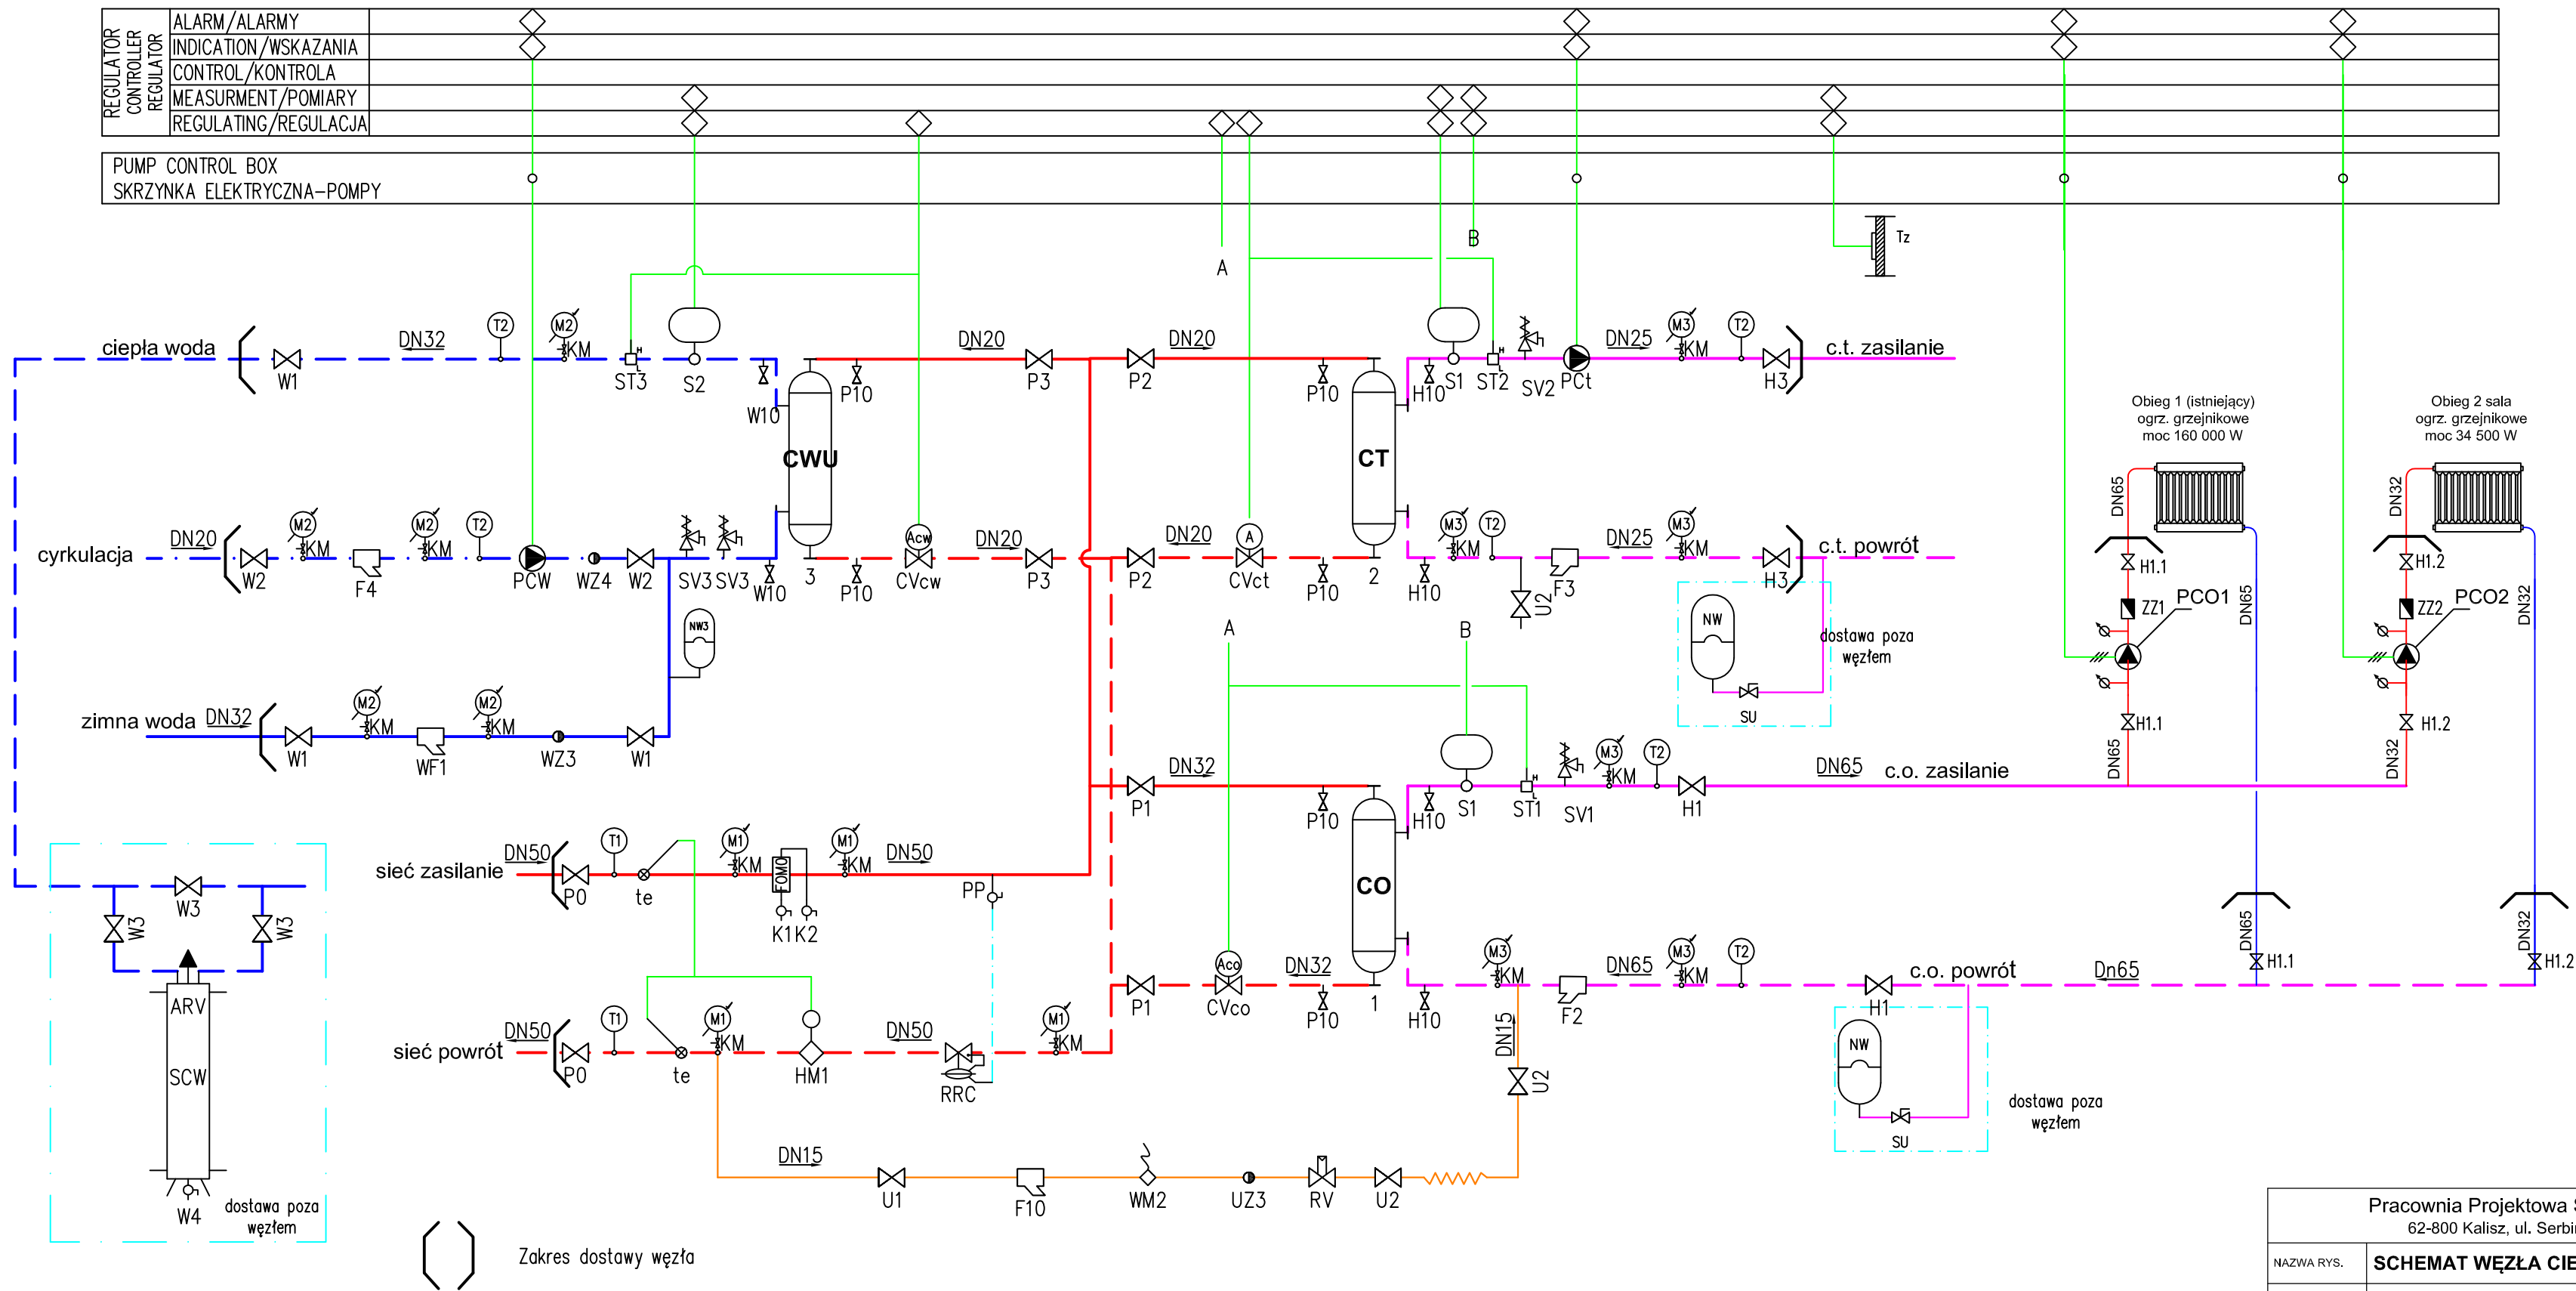 REGULATOR
CONTROLLER
REGULATOR
ALARM/ALARMY
INDICATION/WSKAZANIA
CONTROL/KONTROLA
MEASURMENT/POMIARY
REGULATING/REGULACJA
PUMP CONTROL BOX
SKRZYNKA ELEKTRYCZNA-POMPY
A
B
Tz
ciepła woda
W1
DN32
T2
M2
KM
ST3
S2
W10
P10
DN20
P3
P2
DN20
P10
H10
S1
ST2
SV2
PCt
DN25
M3
KM
T2
H3
c.t. zasilanie
CWU
CT
Obieg 1 (istniejący)
ogrz. grzejnikowe
moc 160 000 W
Obieg 2 sala
ogrz. grzejnikowe
moc 34 500 W
DN65
DN32
cyrkulacja
DN20
W2
M2
KM
F4
M2
KM
T2
PCW
WZ4
W2
SV3
SV3
W10
3
P10
Acw
CVcw
P3
P2
DN20
A
CVct
P10
2
H10
M3
KM
T2
U2
F3
DN25
M3
KM
H3
c.t. powrót
H1.1
ZZ1
PCO1
DN65
H1.2
ZZ2
PCO2
DN32
NW3
A
B
NW
SU
dostawa poza
węzłem
zimna woda
DN32
W1
M2
KM
WF1
M2
KM
WZ3
W1
H1.1
DN65
H1.2
DN32
P1
DN32
P10
H10
S1
ST1
SV1
M3
KM
T2
H1
DN65
c.o. zasilanie
CO
sieć zasilanie
DN50
P0
T1
te
M1
KM
FOMO
K1
K2
M1
KM
DN50
PP
W3
W3
W3
ARV
SCW
W4
dostawa poza
węzłem
sieć powrót
DN50
P0
T1
te
M1
KM
HM1
DN50
RRC
M1
KM
P1
Aco
CVco
DN32
P10
1
H10
M3
KM
DN15
U2
F2
DN65
M3
KM
T2
H1
c.o. powrót
Dn65
DN65
H1.1
DN32
H1.2
NW
SU
dostawa poza
węzłem
DN15
U1
F10
WM2
UZ3
RV
U2
Zakres dostawy węzła
Pracownia Projektowa
62-800 Kalisz, ul.
NAZWA RYS.
SCHEMAT WĘZŁA